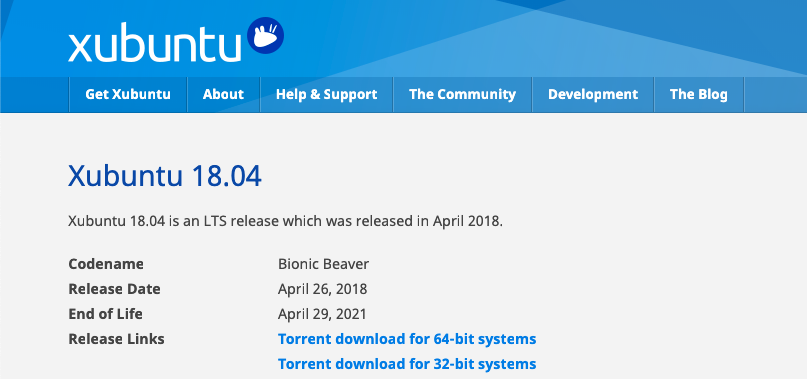 xubuntu
Get Xubuntu About Help & Support The Community Development The Blog
Xubuntu 18.04
Xubuntu 18.04 is an LTS release which was released in April 2018.
Codename Bionic Beaver
Release Date April 26, 2018
End of Life April 29, 2021
Release Links Torrent download for 64-bit systems
Torrent download for 32-bit systems